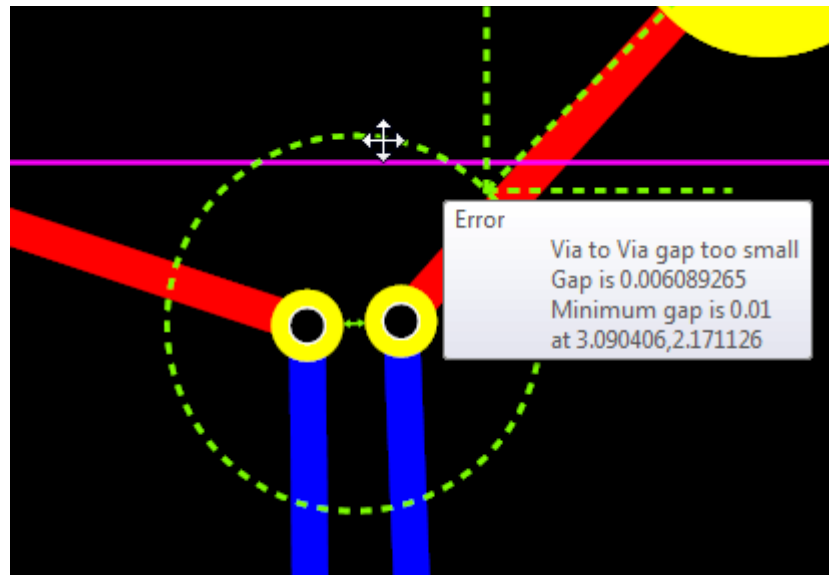 Error
Via to Via gap too small
Gap is 0.006089265
Minimum gap is 0.01
at 3.090406,2.171126